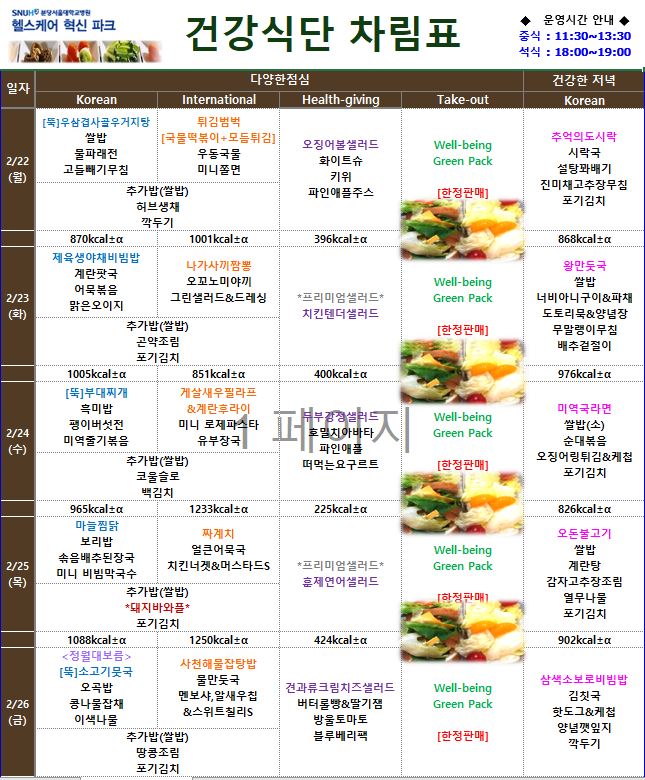 SNUH 분당서울대학교병원
헬스케어 혁신 파크
건강식단 차림표
◆ 운영시간 안내 ◆
중식 : 11:30~13:30
석식 : 18:00~19:00
일자
다양한점심
건강한 저녁
Korean
International
Health-giving
Take-out
Korean
2/22
(월)
[뚝]우삼겹사골우거지탕
쌀밥
물파래전
고들빼기무침
튀김범벅
[국물떡볶이+모듬튀김]
우동국물
미니쫄면
추가밥(쌀밥)
허브생채
깍두기
오징어볼샐러드
화이트슈
키위
파인애플주스
Well-being
Green Pack
[한정판매]
추억의도시락
시락국
설탕꽈배기
진미채고추장무침
포기김치
870kcal±α
1001kcal±α
396kcal±α
868kcal±α
2/23
(화)
제육생야채비빔밥
계란팟국
어묵볶음
맑은오이지
나가사끼짬뽕
오꼬노미야끼
그린샐러드&드레싱
추가밥(쌀밥)
곤약조림
포기김치
*프리미엄샐러드*
치킨텐더샐러드
Well-being
Green Pack
[한정판매]
왕만둣국
쌀밥
너비아니구이&파채
도토리묵&양념장
무말랭이무침
배추겉절이
1005kcal±α
851kcal±α
400kcal±α
976kcal±α
2/24
(수)
[뚝]부대찌개
흑미밥
팽이버섯전
미역줄기볶음
게살새우필라프
&계란후라이
미니 로제파스타
유부장국
추가밥(쌀밥)
코울슬로
백김치
두부강정샐러드
호밀치아바타
파인애플
떠먹는요구르트
1 페이지
Well-being
Green Pack
[한정판매]
미역국라면
쌀밥(소)
순대볶음
오징어링튀김&케첩
포기김치
965kcal±α
1233kcal±α
225kcal±α
826kcal±α
2/25
(목)
마늘찜닭
보리밥
솎음배추된장국
미니 비빔막국수
짜계치
얼큰어묵국
치킨너겟&머스타드S
추가밥(쌀밥)
*돼지바와플*
포기김치
*프리미엄샐러드*
훈제연어샐러드
Well-being
Green Pack
[한정판매]
오돈불고기
쌀밥
계란탕
감자고추장조림
열무나물
포기김치
1088kcal±α
1250kcal±α
424kcal±α
902kcal±α
2/26
(금)
<정월대보름>
[뚝]소고기뭇국
오곡밥
콩나물잡채
이색나물
사천해물잡탕밥
물만둣국
멘보샤,알새우칩
&스위트칠리S
추가밥(쌀밥)
땅콩조림
포기김치
견과류크림치즈샐러드
버터롤빵&딸기잼
방울토마토
블루베리팩
Well-being
Green Pack
[한정판매]
삼색소보로비빔밥
김칫국
핫도그&케첩
양념깻잎지
깍두기